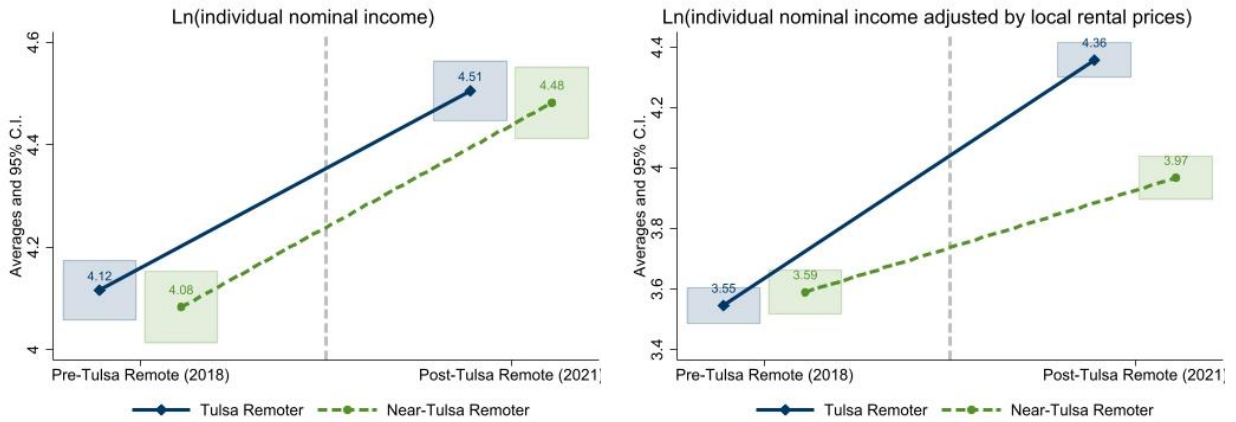 Ln(individual nominal income)
Averages and 95% C.I.
4.6
4.4
4.2
4
4.12
4.08
4.51
4.48
Pre-Tulsa Remote (2018)
Post-Tulsa Remote (2021)
Tulsa Remoter
Near-Tulsa Remoter
Ln(individual nominal income adjusted by local rental prices)
Averages and 95% C.I.
4.4
4.2
4
3.8
3.6
3.4
3.55
3.59
4.36
3.97
Pre-Tulsa Remote (2018)
Post-Tulsa Remote (2021)
Tulsa Remoter
Near-Tulsa Remoter